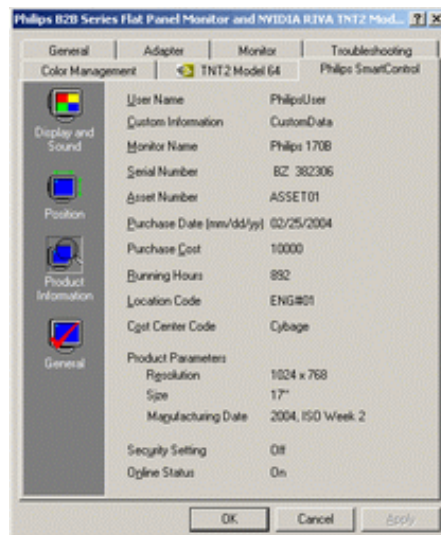 Philips B2B Series Flat Panel Monitor and NVIDIA RIVA TNT2 Mod...
General Adapter Monitor Troubleshooting
Color Management TNT2 Model 64 Philips SmartControl
Display and Sound
Position
Product Information
General
User Name PhilipsUser
Custom Information CustomData
Monitor Name Philips 170B
Serial Number BZ 382306
Asset Number ASSET01
Purchase Date (mm/dd/yy) 02/25/2004
Purchase Cost 10000
Running Hours 892
Location Code ENG#01
Cost Center Code Cybage
Product Parameters
Resolution 1024 x 768
Size 17"
Manufacturing Date 2004, ISO Week 2
Security Setting Off
Online Status On
OK Cancel Apply